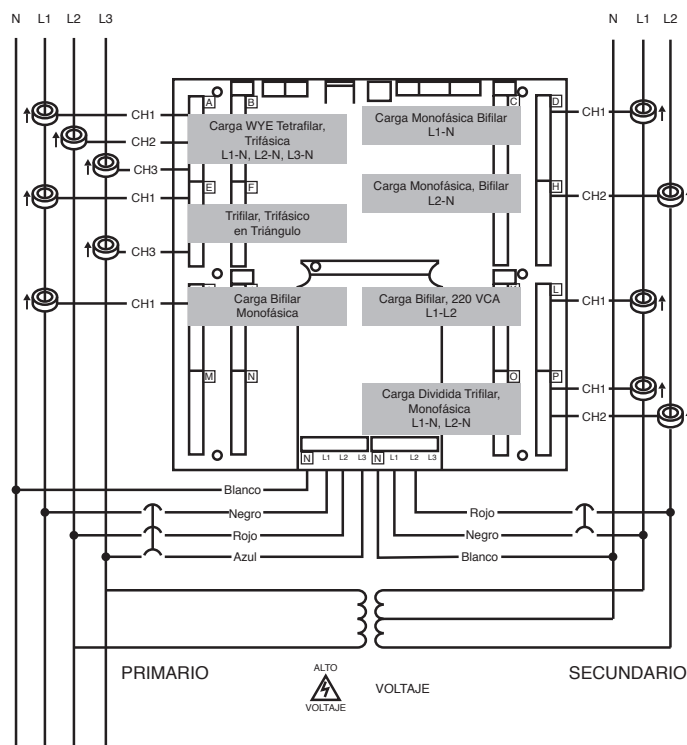 N L1 L2 L3
N L1 L2
A B C D
CH1
Carga WYE Tetrafilar,
Trifásica
L1-N, L2-N, L3-N
Carga Monofásica Bifilar
L1-N
CH1
CH2
CH3
E F H
CH1
Carga Monofásica, Bifilar
L2-N
CH2
Trifilar, Trifásico
en Triángulo
CH3
L
CH1
Carga Bifilar
Monofásica
Carga Bifilar, 220 VCA
L1-L2
CH1
M N O P
Carga Dividida Trifilar,
Monofásica
L1-N, L2-N
CH1
CH2
N L1 L2 L3 N L1 L2 L3
Blanco
Negro
Rojo
Azul
Rojo
Negro
Blanco
PRIMARIO
ALTO
VOLTAJE
VOLTAJE
SECUNDARIO